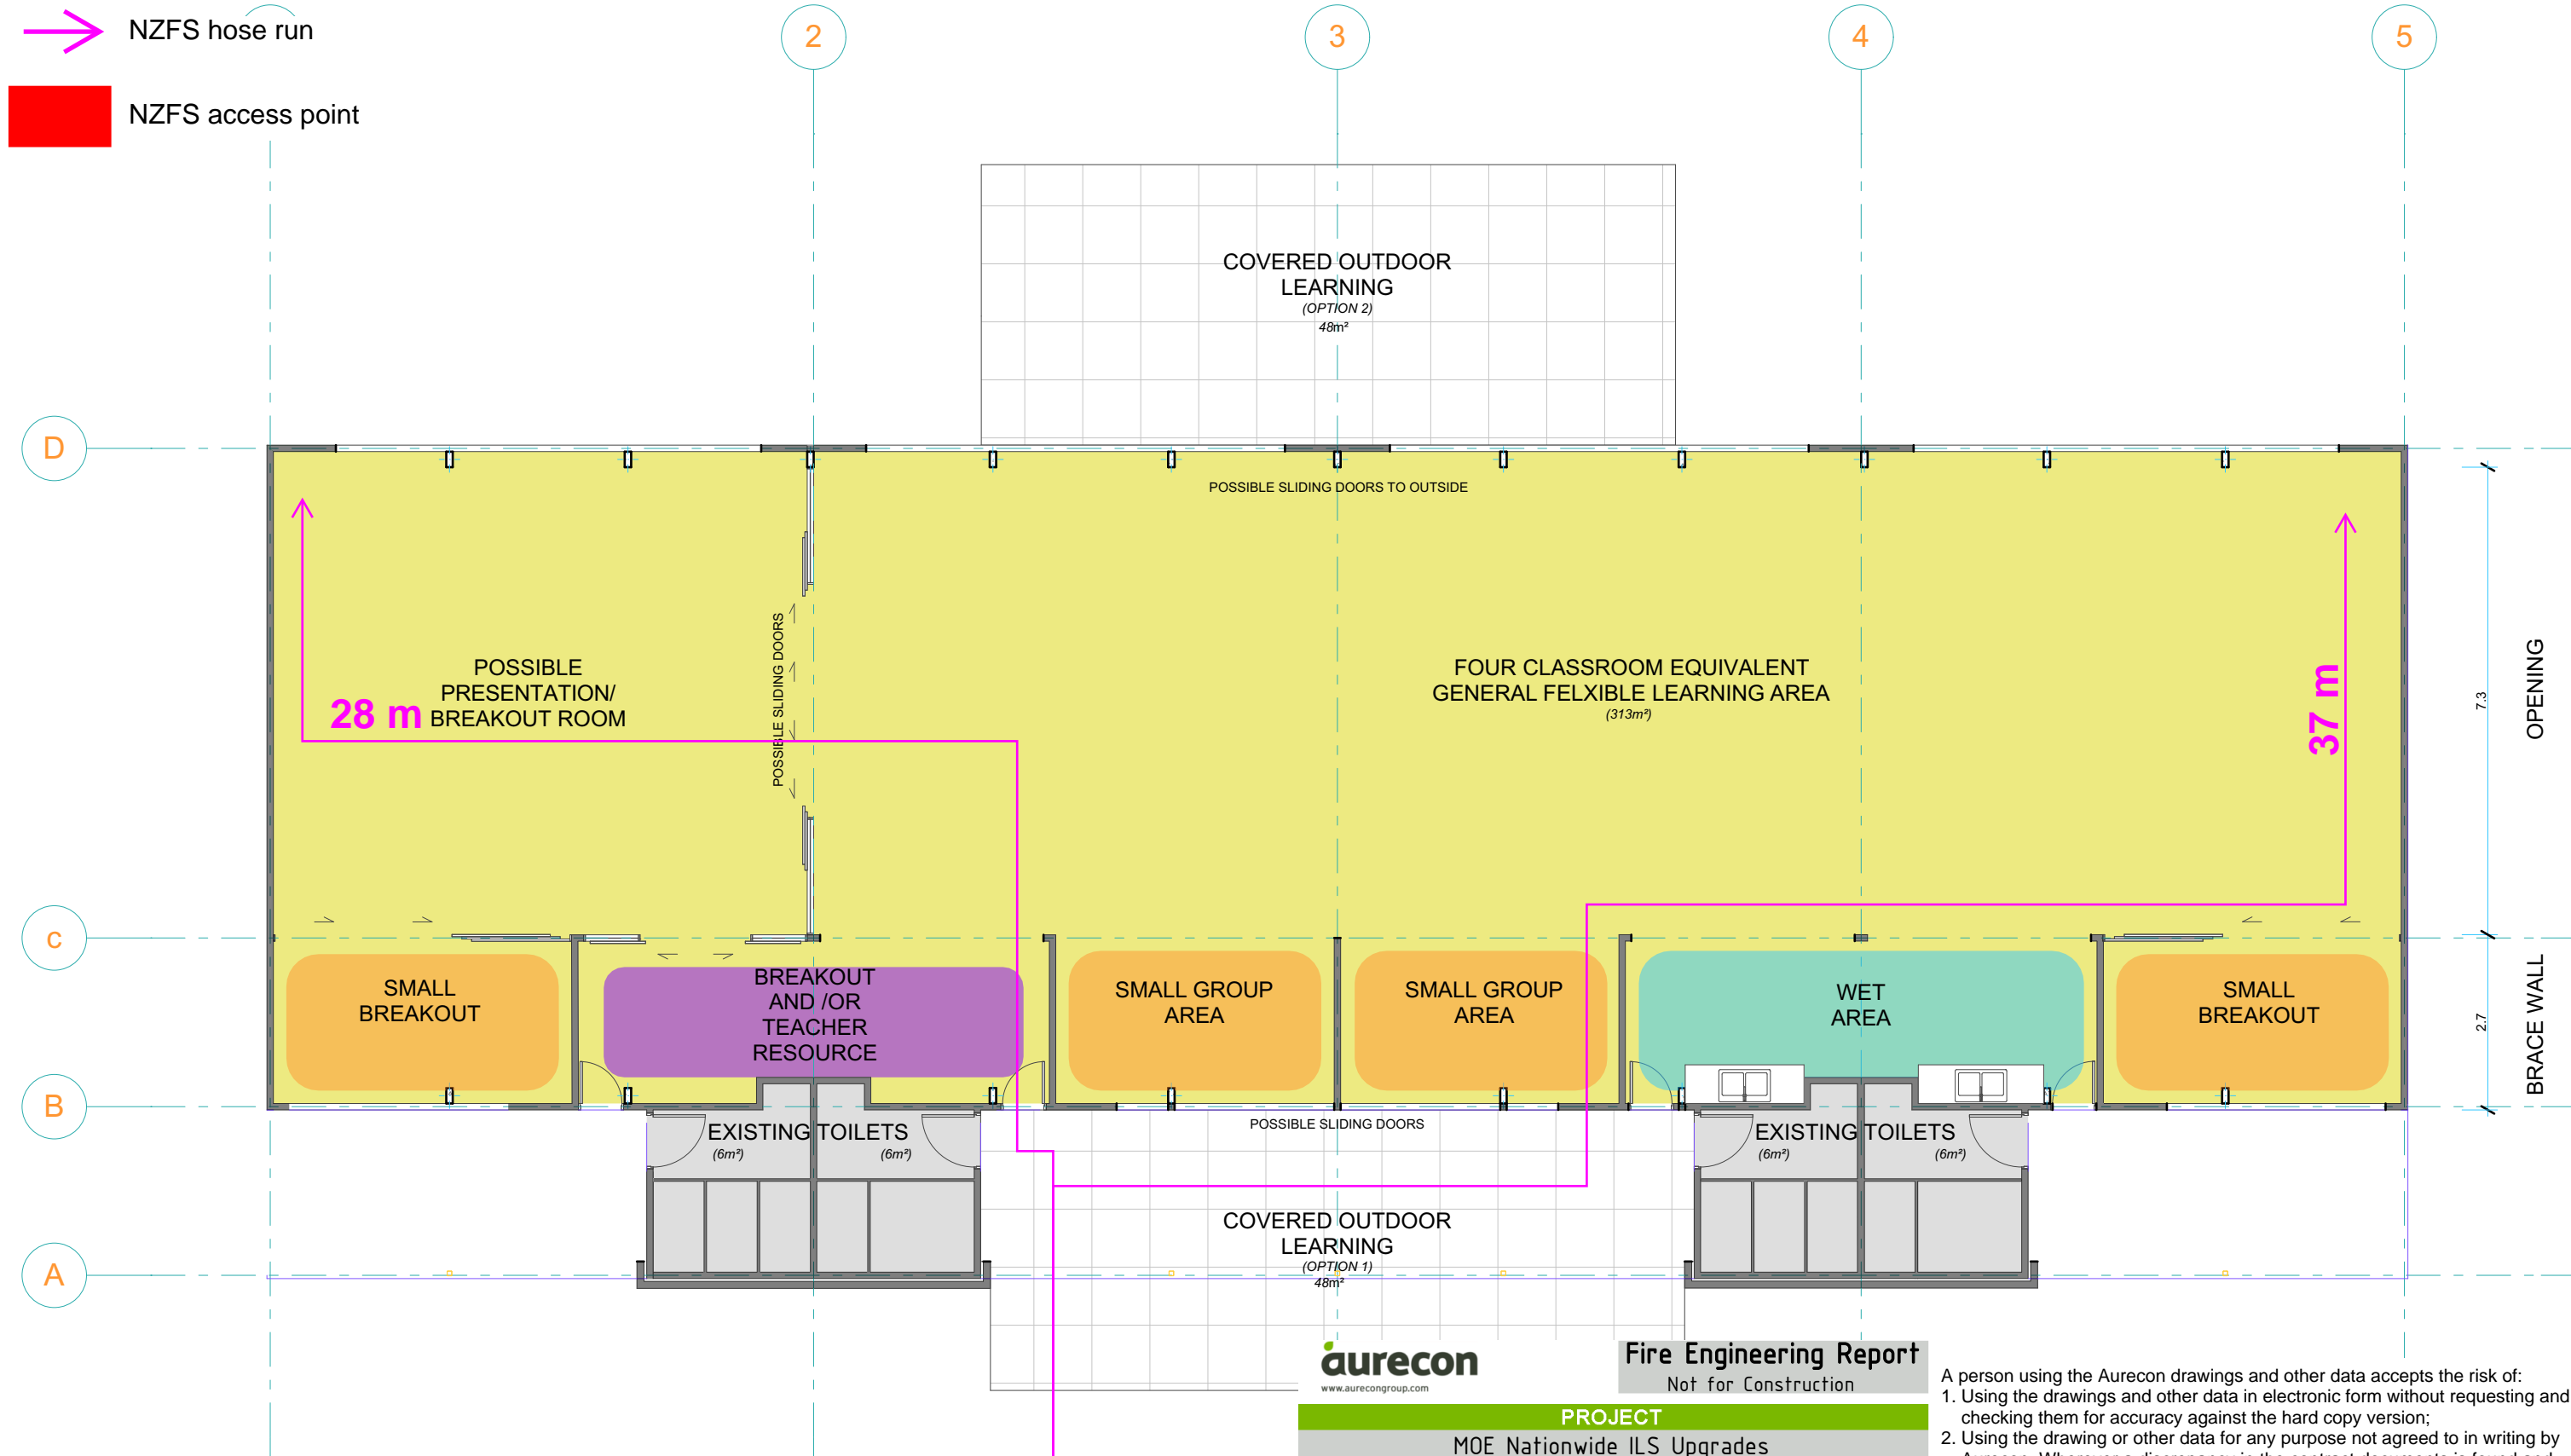 NZFS hose run
NZFS access point
2
3
4
5
COVERED OUTDOOR
LEARNING
(OPTION 2)
48m²
D
POSSIBLE SLIDING DOORS TO OUTSIDE
POSSIBLE SLIDING DOORS
POSSIBLE
PRESENTATION/
BREAKOUT ROOM
28 m
FOUR CLASSROOM EQUIVALENT
GENERAL FELXIBLE LEARNING AREA
(313m²)
37 m
7.3
OPENING
c
SMALL
BREAKOUT
BREAKOUT
AND /OR
TEACHER
RESOURCE
SMALL GROUP
AREA
SMALL GROUP
AREA
WET
AREA
SMALL
BREAKOUT
2.7
BRACE WALL
B
EXISTING TOILETS
(6m²)
(6m²)
POSSIBLE SLIDING DOORS
EXISTING TOILETS
(6m²)
(6m²)
COVERED OUTDOOR
LEARNING
(OPTION 1)
48m²
A
aurecon
www.aurecongroup.com
Fire Engineering Report
Not for Construction
PROJECT
MOE Nationwide ILS Upgrades
A person using the Aurecon drawings and other data accepts the risk of:
1. Using the drawings and other data in electronic form without requesting and
checking them for accuracy against the hard copy version;
2. Using the drawing or other data for any purpose not agreed to in writing by